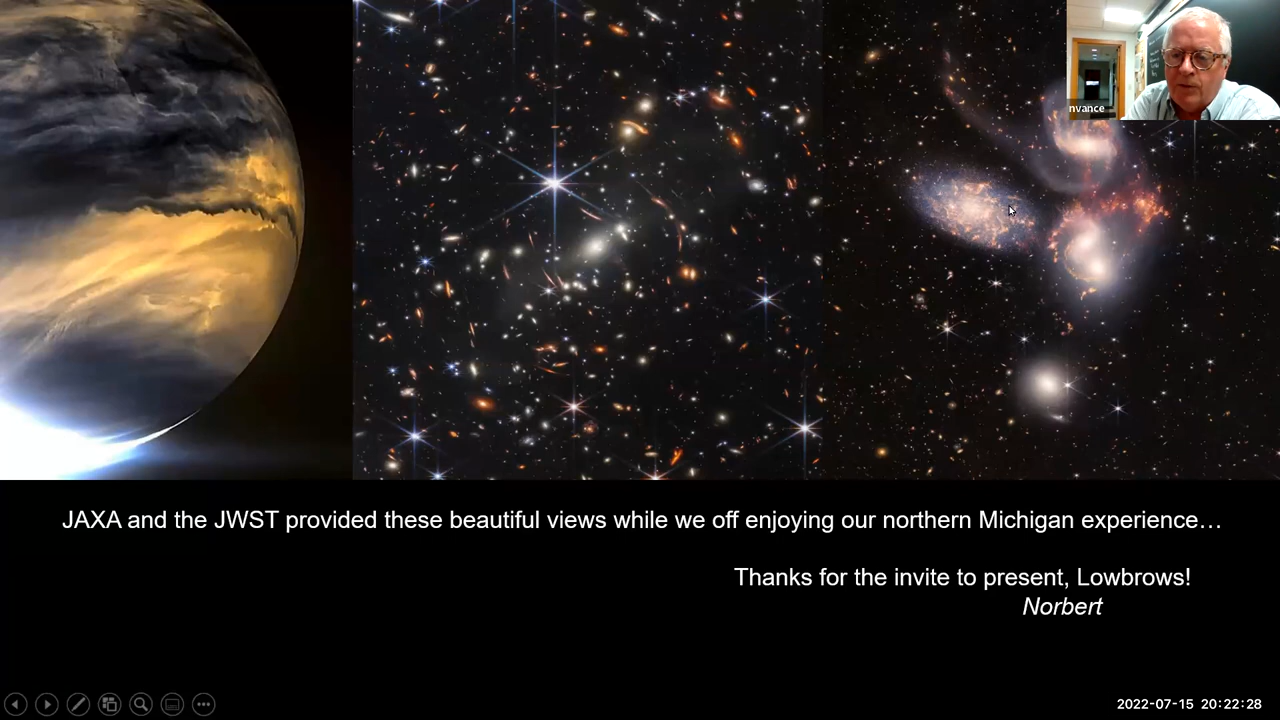 nvance
JAXA and the JWST provided these beautiful views while we off enjoying our northern Michigan experience…
Thanks for the invite to present, Lowbrows!
Norbert
2022-07-15 20:22:28